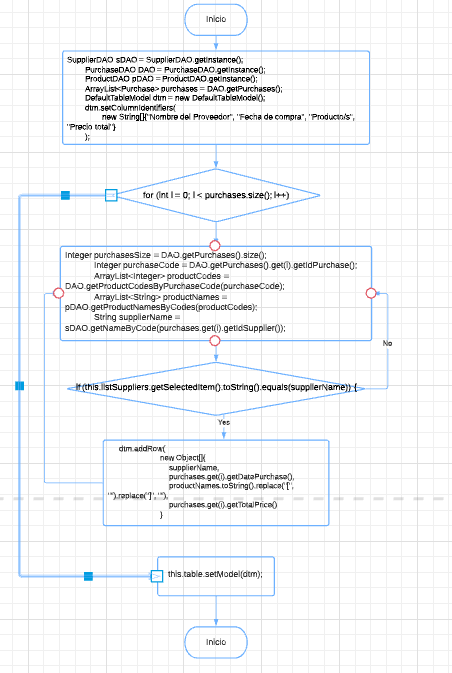 Início
SupplierDAO sDAO = SupplierDAO.getInstance();
PurchaseDAO DAO = PurchaseDAO.getInstance();
ProductDAO pDAO = ProductDAO.getInstance();
ArrayList<Purchase> purchases = DAO.getPurchases();
DefaultTableModel dtm = new DefaultTableModel();
dtm.setColumnIdentifiers(
new String[]{"Nombre del Proveedor", "Fecha de compra", "Producto/s",
"Precio total"}
);
for (int i = 0; i < purchases.size(); i++)
Integer purchasesSize = DAO.getPurchases().size();
Integer purchaseCode = DAO.getPurchases().get(i).getIdPurchase();
ArrayList<Integer> productCodes =
DAO.getProductCodesByPurchaseCode(purchaseCode);
ArrayList<String> productNames =
pDAO.getProductNamesByCodes(productCodes);
String supplierName =
sDAO.getNameByCode(purchases.get(i).getIdSupplier());
No
if (this.listSuppliers.getSelectedItem().toString().equals(supplierName)) {
Yes
dtm.addRow(
new Object[]{
supplierName,
purchases.get(i).getDatePurchase(),
productNames.toString().replace("[",
"").replace("]", ""),
purchases.get(i).getTotalPrice()
}
this.table.setModel(dtm);
Início